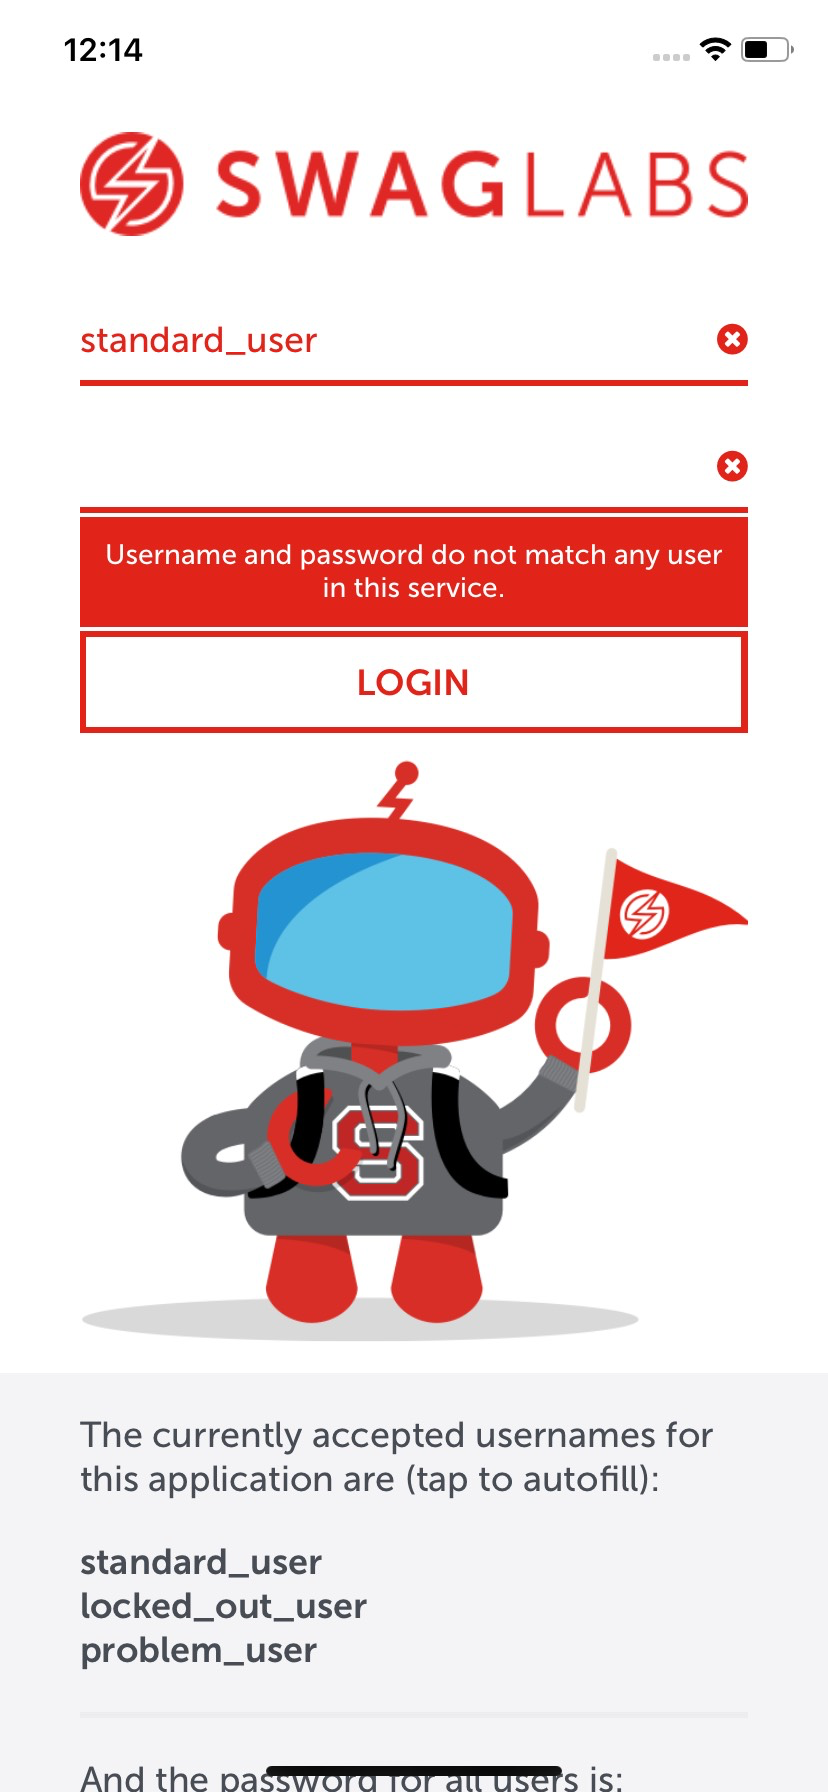 12:14
SWAGLABS
standard_user
Username and password do not match any user
in this service.
LOGIN
S
The currently accepted usernames for
this application are (tap to autofill):
standard_user
locked_out_user
problem_user
And the password for all users is: